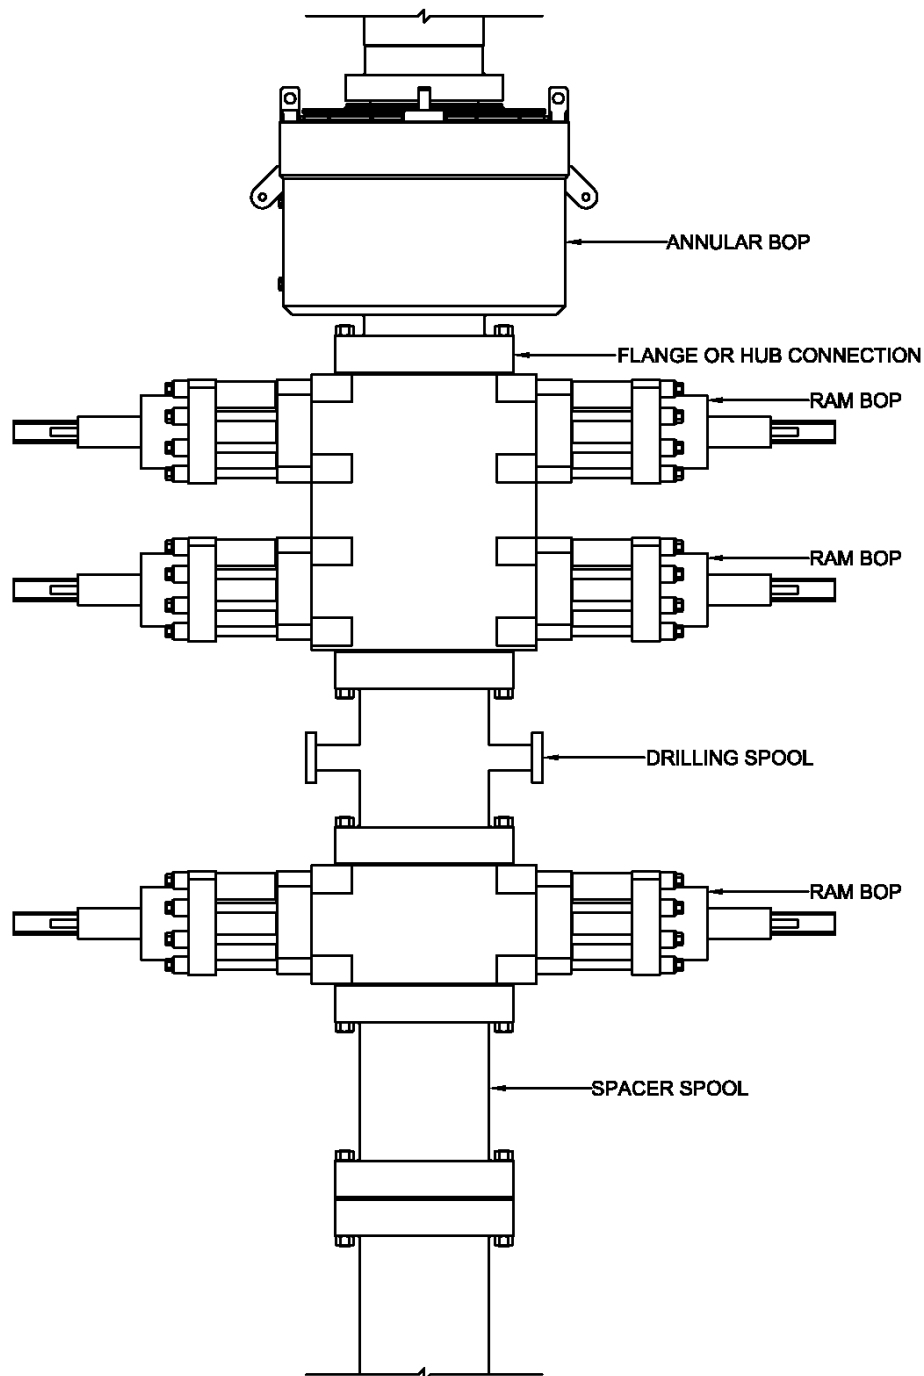 ANNULAR BOP
FLANGE OR HUB CONNECTION
RAM BOP
RAM BOP
DRILLING SPOOL
RAM BOP
SPACER SPOOL